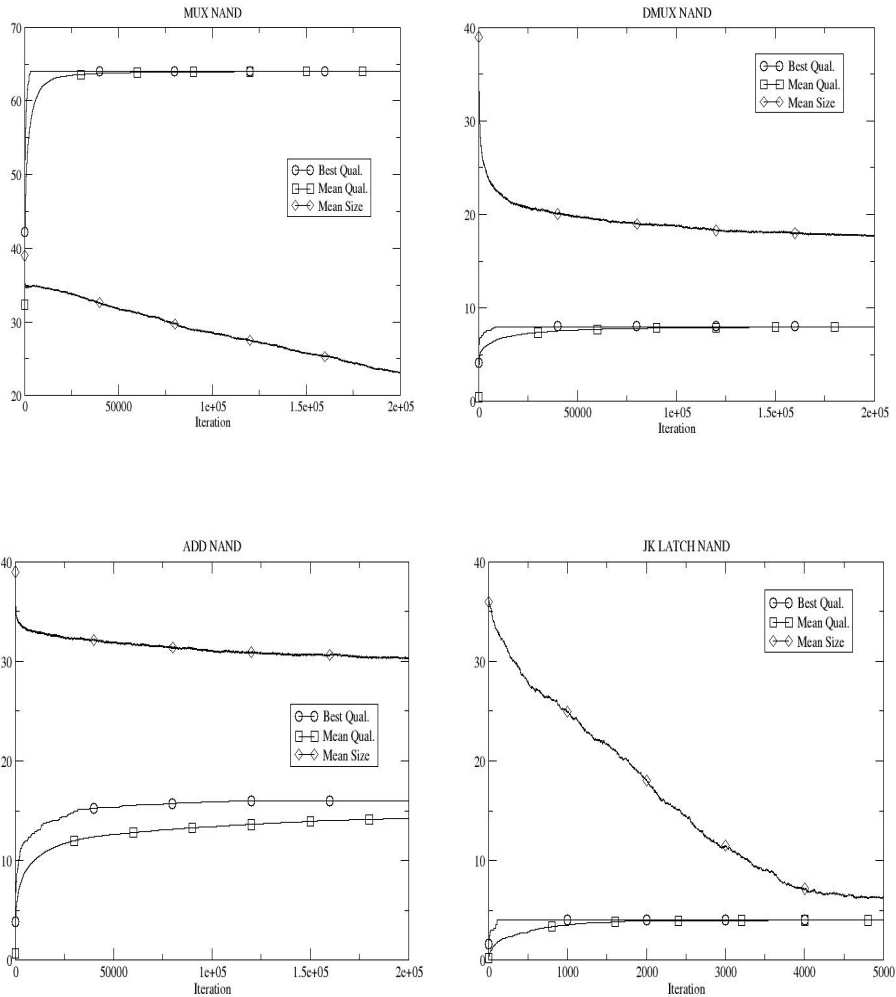 MUX NAND
70
60
50
40
30
20
0
50000
1e+05
1.5e+05
2e+05
Iteration
Best Qual.
Mean Qual.
Mean Size
DMUX NAND
40
30
20
10
0
0
50000
1e+05
1.5e+05
2e+05
Iteration
Best Qual.
Mean Qual.
Mean Size
ADD NAND
40
30
20
10
0
0
50000
1e+05
1.5e+05
2e+05
Iteration
Best Qual.
Mean Qual.
Mean Size
JK LATCH NAND
40
30
20
10
0
0
1000
2000
3000
4000
5000
Iteration
Best Qual.
Mean Qual.
Mean Size